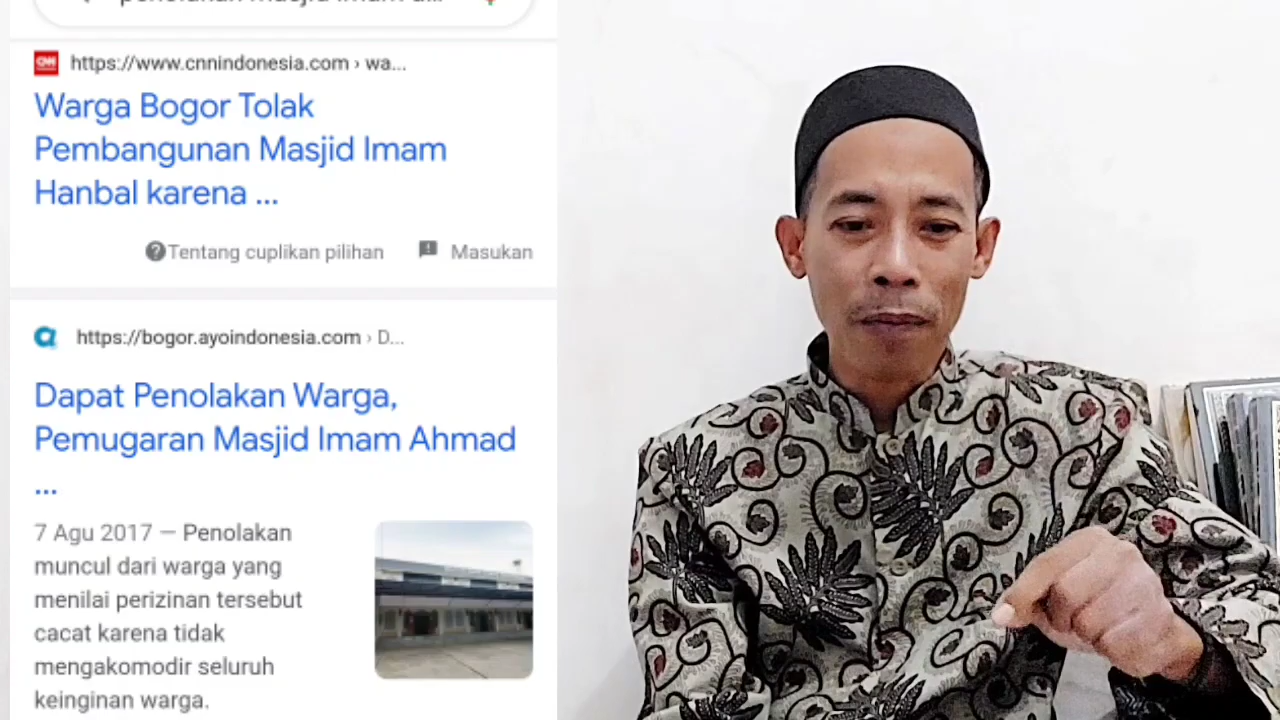 https://www.cnnindonesia.com › wa...
Warga Bogor Tolak
Pembangunan Masjid Imam
Hanbal karena ...
Tentang cuplikan pilihan
Masukan
https://bogor.ayoindonesia.com › D...
Dapat Penolakan Warga,
Pemugaran Masjid Imam Ahmad
...
7 Agu 2017 — Penolakan
muncul dari warga yang
menilai perizinan tersebut
cacat karena tidak
mengakomodir seluruh
keinginan warga.